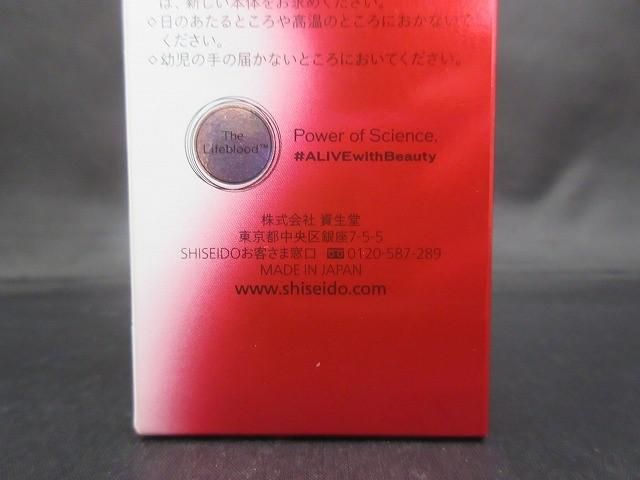 は、新しい本体をお求めください。
◇日のあたるところや高温のところにおかないで
ください。
◇幼児の手の届かないところにおいてください。
The
Lifeblood™
Power of Science.
#ALIVEwithBeauty
株式会社 資生堂
東京都中央区銀座7-5-5
SHISEIDOお客さま窓口 0120-587-289
MADE IN JAPAN
www.shiseido.com